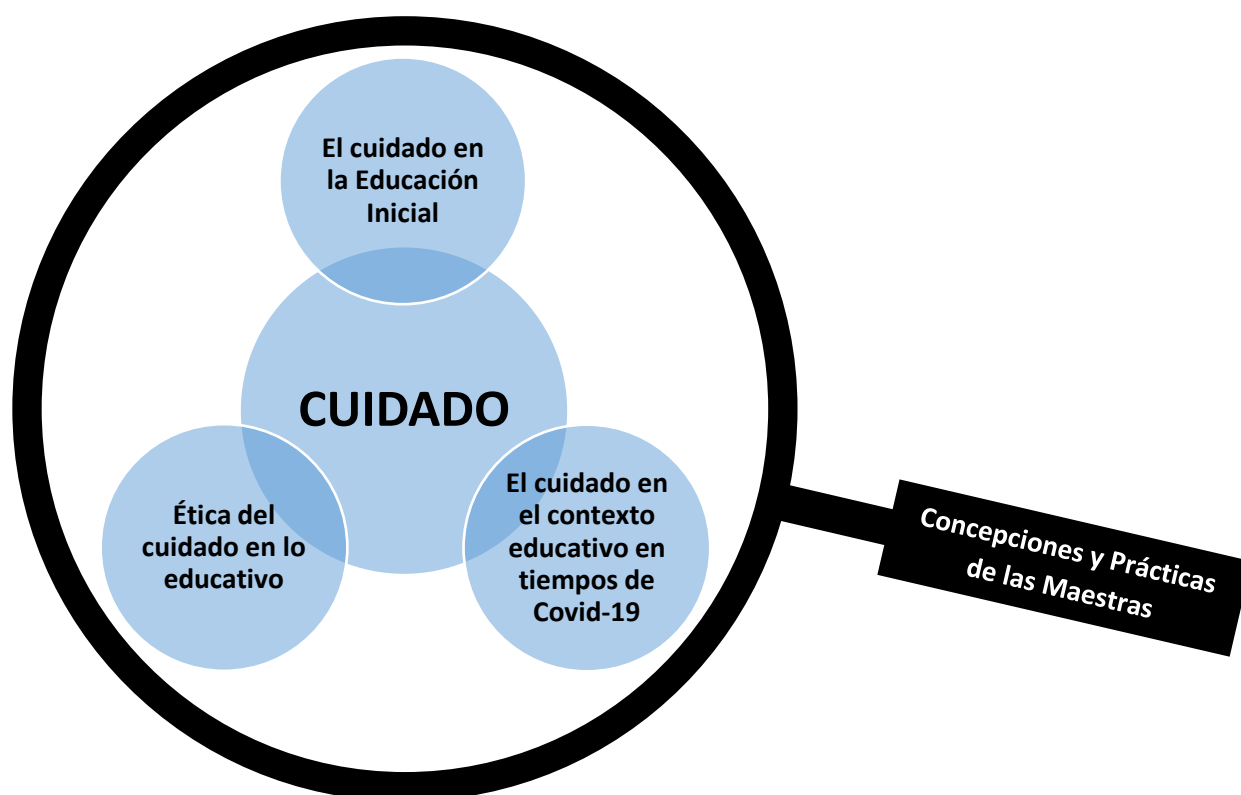 El cuidado en
la Educación
Inicial
CUIDADO
Ética del
cuidado en lo
educativo
El cuidado en
el contexto
educativo en
tiempos de
Covid-19
Concepciones y Prácticas
de las Maestras